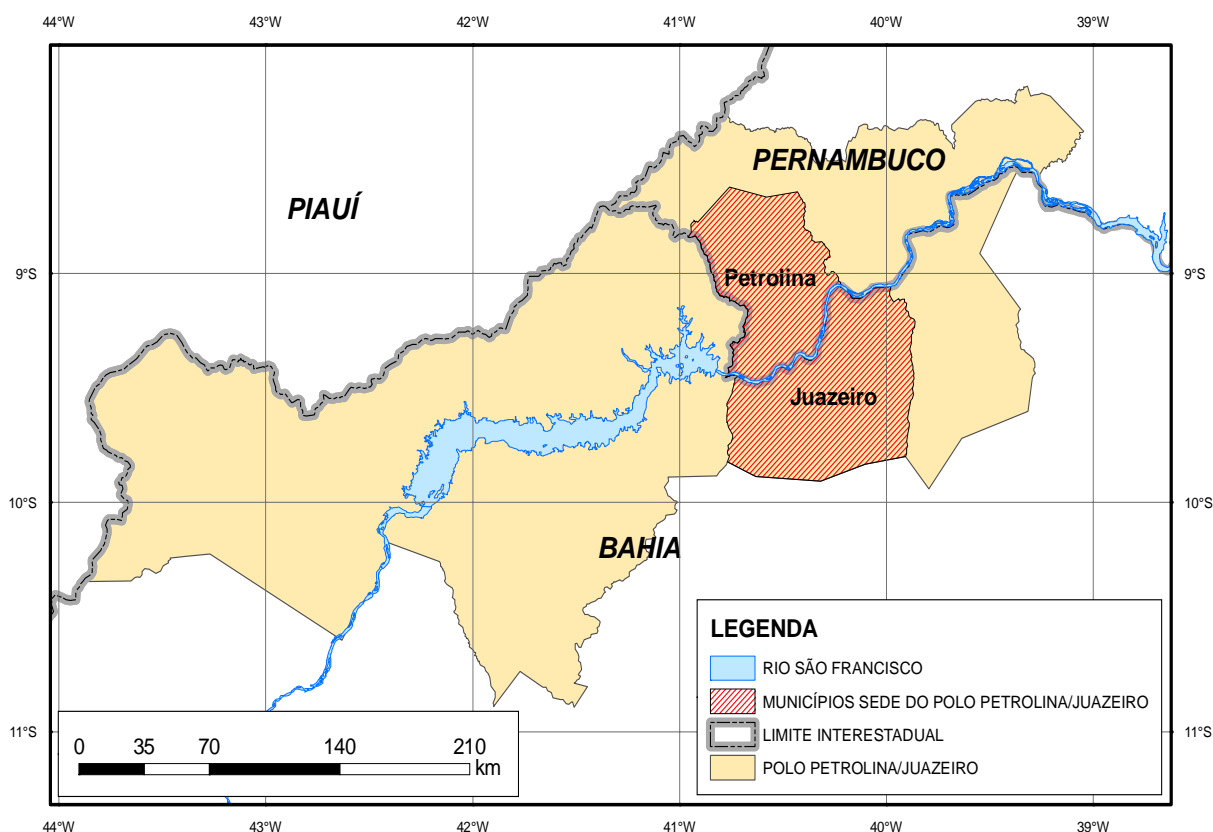 44°W 43°W 42°W 41°W 40°W 39°W
PERNAMBUCO
PIAUÍ
9°S 9°S
Petrolina
Juazeiro
10°S 10°S
BAHIA
LEGENDA
RIO SÃO FRANCISCO
MUNICÍPIOS SEDE DO POLO PETROLINA/JUAZEIRO
LIMITE INTERESTADUAL
POLO PETROLINA/JUAZEIRO
11°S 11°S
0 35 70 140 210
km
44°W 43°W 42°W 41°W 40°W 39°W